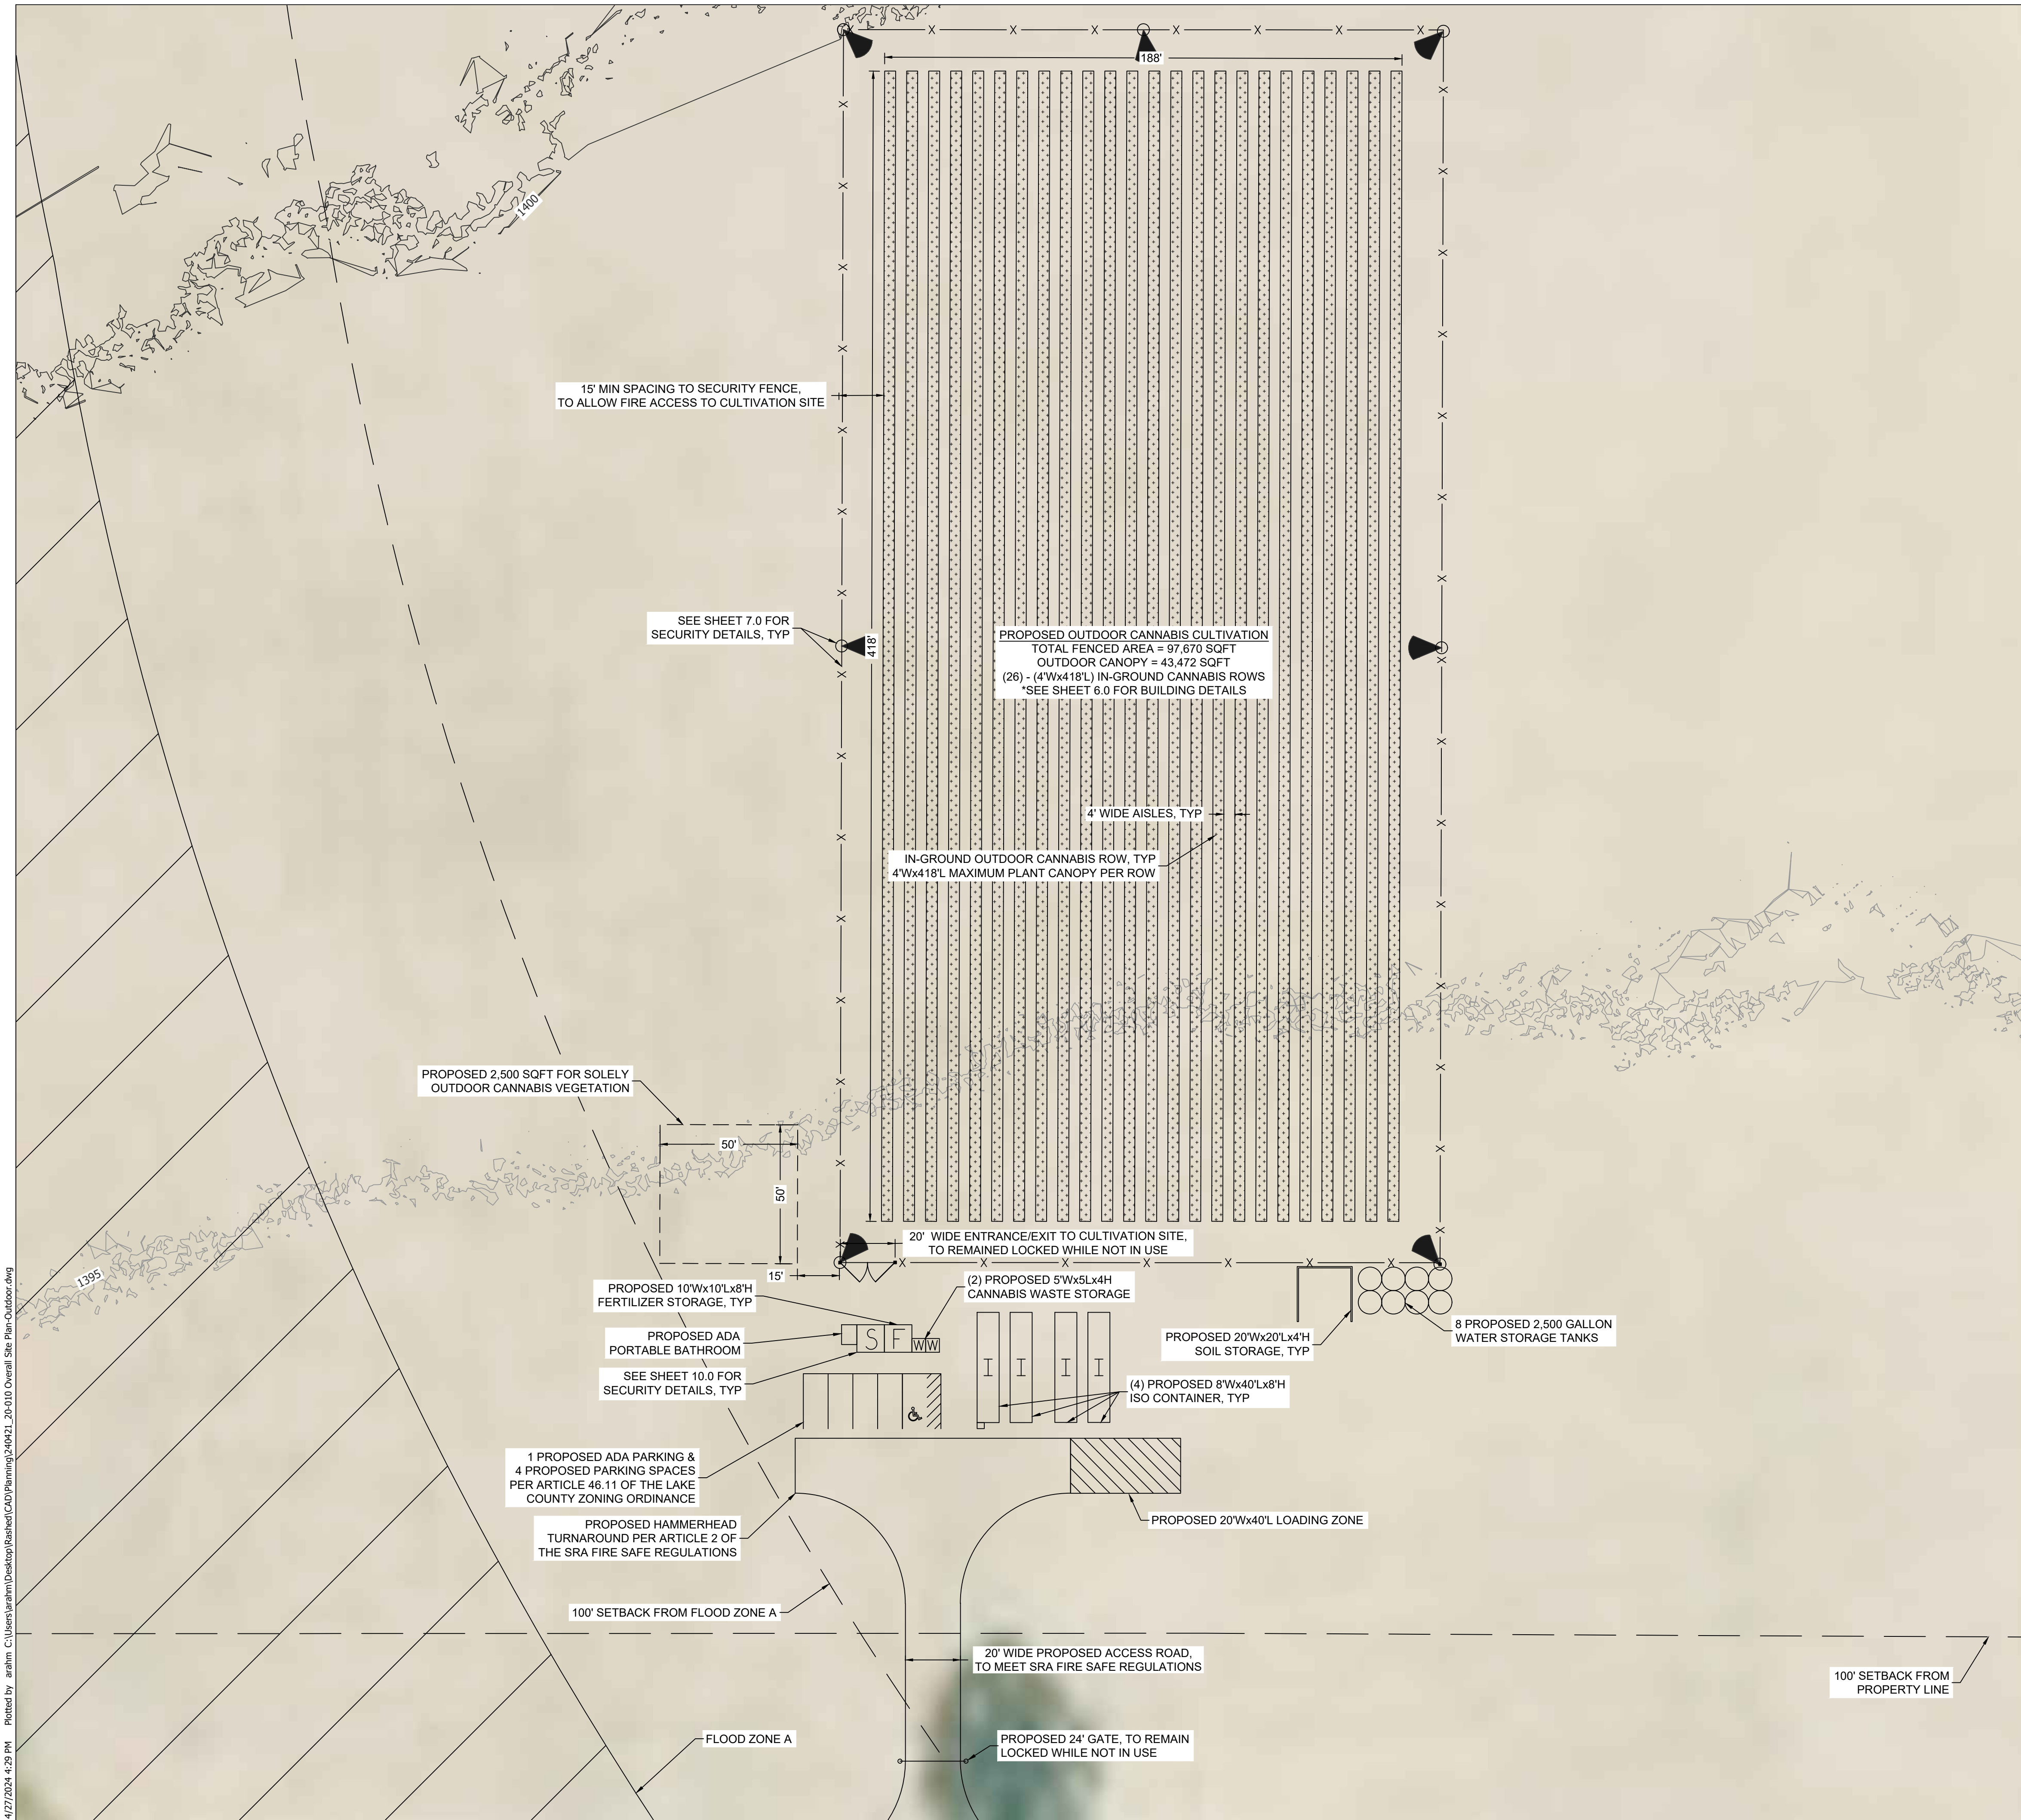 188'
1400
15' MIN SPACING TO SECURITY FENCE,
TO ALLOW FIRE ACCESS TO CULTIVATION SITE
SEE SHEET 7.0 FOR
SECURITY DETAILS, TYP
418'
PROPOSED OUTDOOR CANNABIS CULTIVATION
TOTAL FENCED AREA = 97,670 SQFT
OUTDOOR CANOPY = 43,472 SQFT
(26) - (4'Wx418'L) IN-GROUND CANNABIS ROWS
*SEE SHEET 6.0 FOR BUILDING DETAILS
4' WIDE AISLES, TYP
IN-GROUND OUTDOOR CANNABIS ROW, TYP
4'Wx418'L MAXIMUM PLANT CANOPY PER ROW
PROPOSED 2,500 SQFT FOR SOLELY
OUTDOOR CANNABIS VEGETATION
50'
50'
20' WIDE ENTRANCE/EXIT TO CULTIVATION SITE,
TO REMAINED LOCKED WHILE NOT IN USE
1395
15'
PROPOSED 10'Wx10'Lx8'H
FERTILIZER STORAGE, TYP
(2) PROPOSED 5'Wx5Lx4H
CANNABIS WASTE STORAGE
PROPOSED ADA
PORTABLE BATHROOM
S F W W
I I I I
PROPOSED 20'Wx20'Lx4'H
SOIL STORAGE, TYP
8 PROPOSED 2,500 GALLON
WATER STORAGE TANKS
SEE SHEET 10.0 FOR
SECURITY DETAILS, TYP
(4) PROPOSED 8'Wx40'Lx8'H
ISO CONTAINER, TYP
1 PROPOSED ADA PARKING &
4 PROPOSED PARKING SPACES
PER ARTICLE 46.11 OF THE LAKE
COUNTY ZONING ORDINANCE
PROPOSED HAMMERHEAD
TURNAROUND PER ARTICLE 2 OF
THE SRA FIRE SAFE REGULATIONS
PROPOSED 20'Wx40'L LOADING ZONE
100' SETBACK FROM FLOOD ZONE A
20' WIDE PROPOSED ACCESS ROAD,
TO MEET SRA FIRE SAFE REGULATIONS
100' SETBACK FROM
PROPERTY LINE
FLOOD ZONE A
PROPOSED 24' GATE, TO REMAIN
LOCKED WHILE NOT IN USE
4/27/2024 4:29 PM Plotted by arahm C:\Users\arahm\Desktop\Rashed\CAD\Planning\240421_20-010 Overall Site Plan-Outdoor.dwg